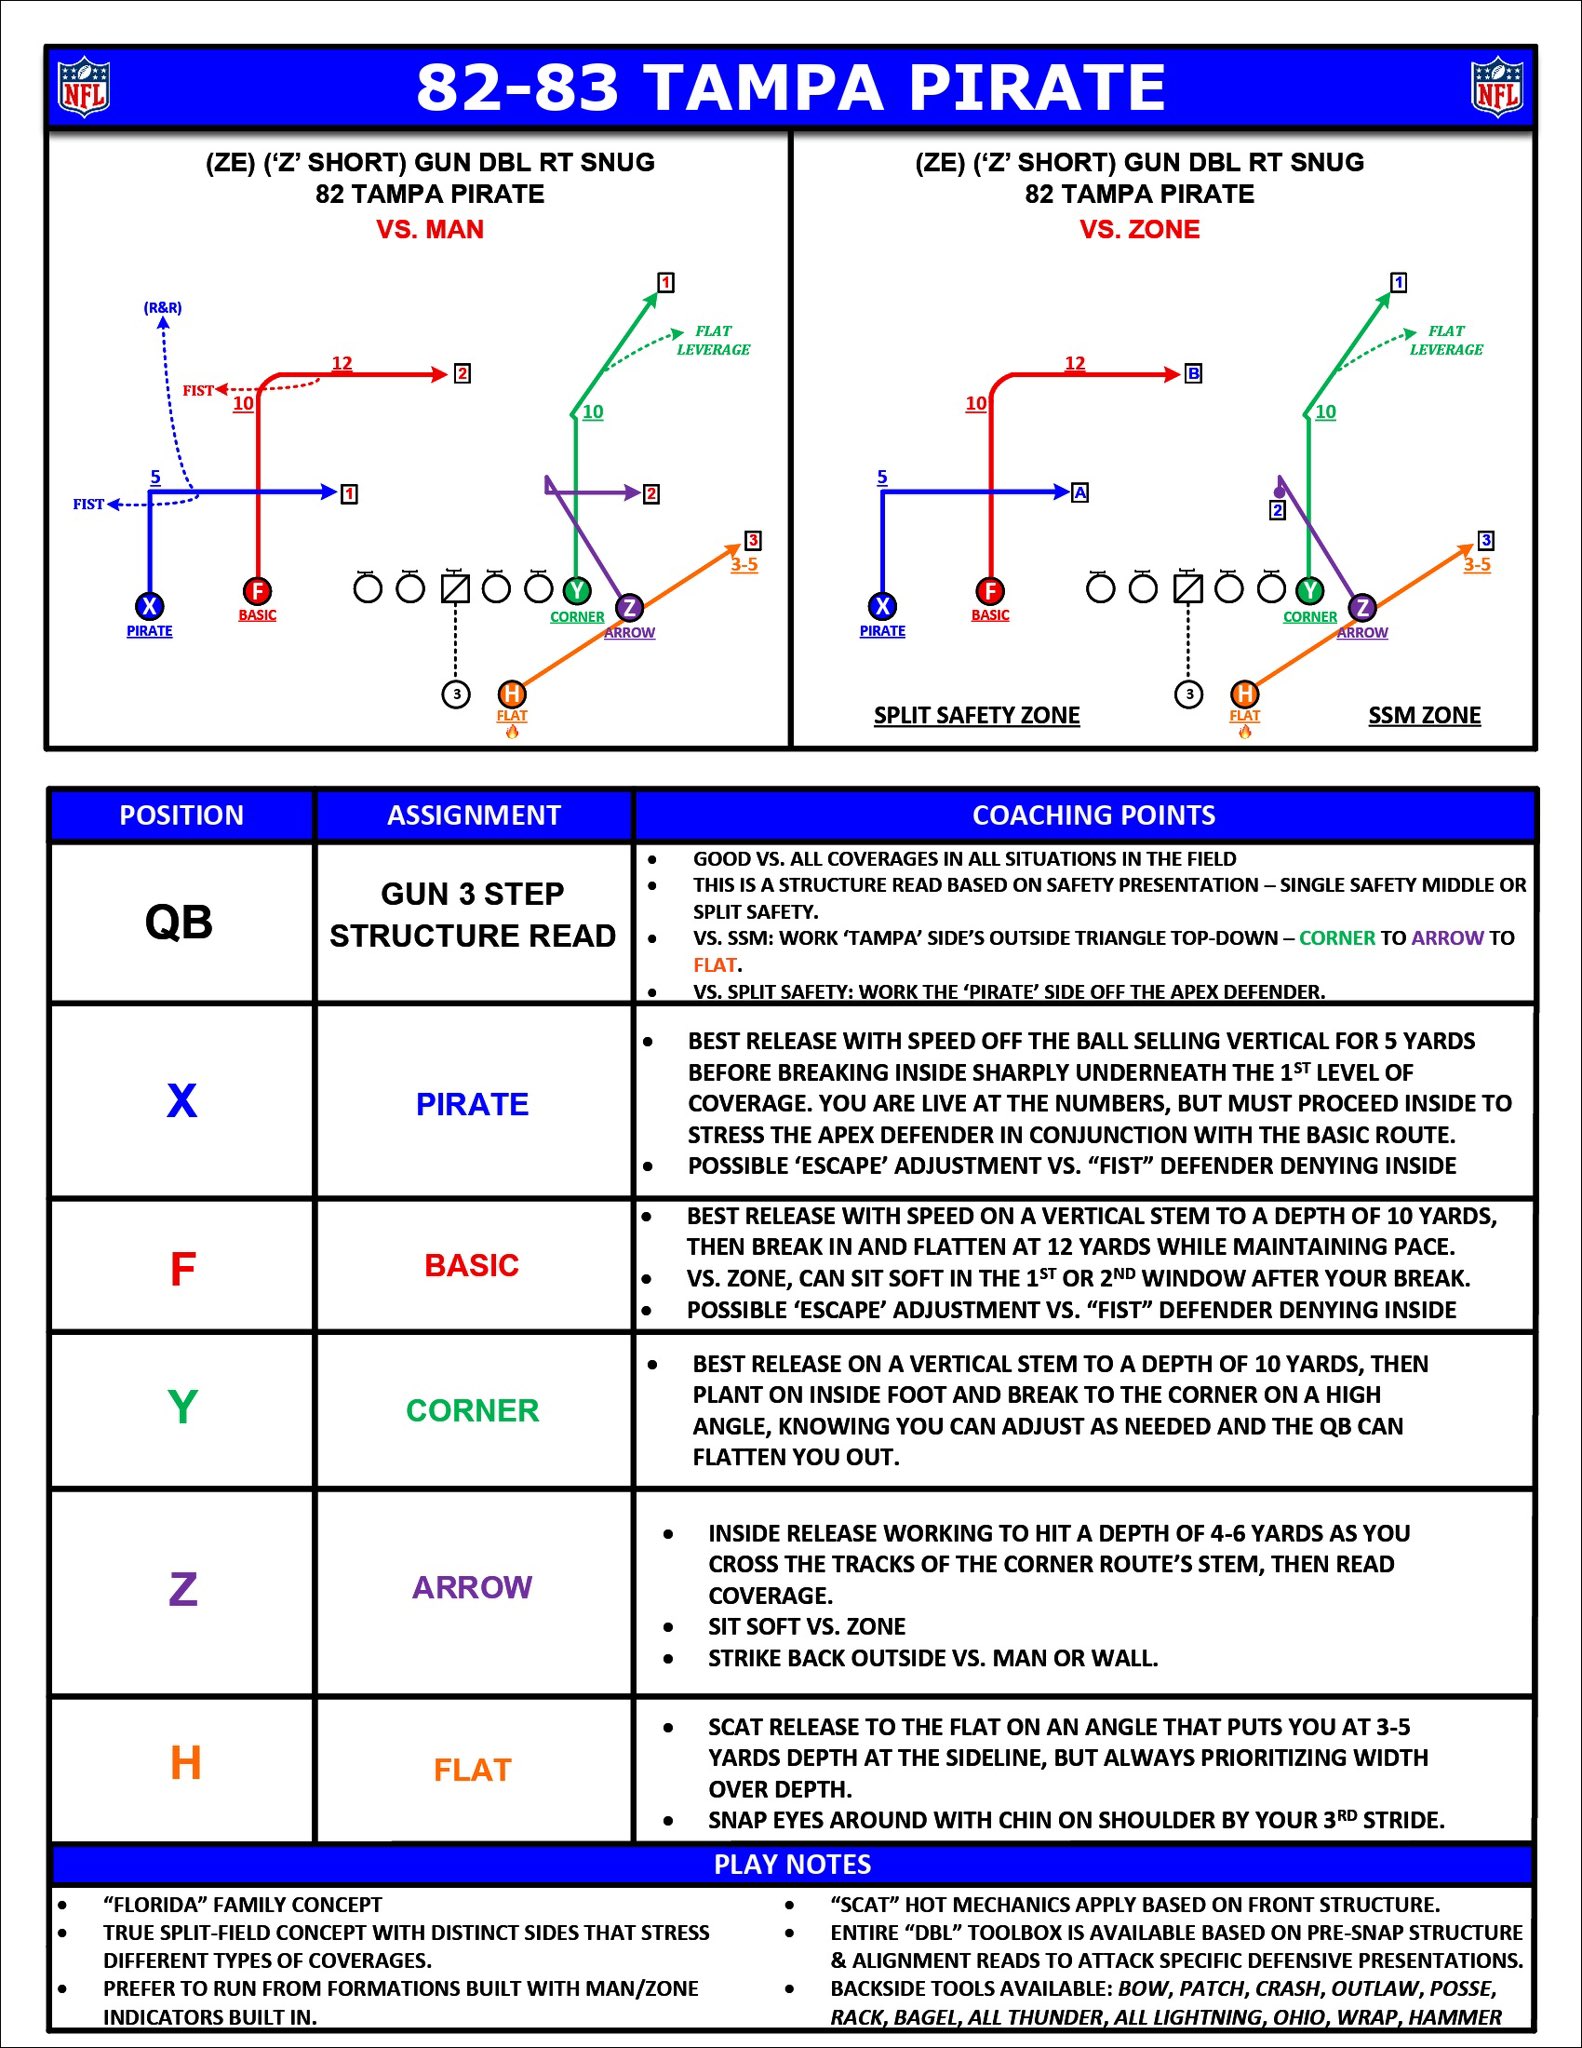 NFL
82-83 TAMPA PIRATE
NFL
(ZE) (‘Z’ SHORT) GUN DBL RT SNUG
82 TAMPA PIRATE
VS. MAN
(R&R)
1
FLAT
LEVERAGE
12
2
FIST
10
10
5
1
FIST
2
3
3-5
X
PIRATE
F
BASIC
Y
CORNER
Z
ARROW
3
H
FLAT
(ZE) (‘Z’ SHORT) GUN DBL RT SNUG
82 TAMPA PIRATE
VS. ZONE
1
FLAT
LEVERAGE
12
B
10
10
5
A
2
3
3-5
X
PIRATE
F
BASIC
Y
CORNER
Z
ARROW
3
H
FLAT
SPLIT SAFETY ZONE
SSM ZONE
POSITION
ASSIGNMENT
COACHING POINTS
QB
GUN 3 STEP
STRUCTURE READ
• GOOD VS. ALL COVERAGES IN ALL SITUATIONS IN THE FIELD
• THIS IS A STRUCTURE READ BASED ON SAFETY PRESENTATION – SINGLE SAFETY MIDDLE OR
SPLIT SAFETY.
• VS. SSM: WORK ‘TAMPA’ SIDE’S OUTSIDE TRIANGLE TOP-DOWN – CORNER TO ARROW TO
FLAT.
• VS. SPLIT SAFETY: WORK THE ‘PIRATE’ SIDE OFF THE APEX DEFENDER.
X
PIRATE
• BEST RELEASE WITH SPEED OFF THE BALL SELLING VERTICAL FOR 5 YARDS
BEFORE BREAKING INSIDE SHARPLY UNDERNEATH THE 1ST LEVEL OF
COVERAGE. YOU ARE LIVE AT THE NUMBERS, BUT MUST PROCEED INSIDE TO
STRESS THE APEX DEFENDER IN CONJUNCTION WITH THE BASIC ROUTE.
• POSSIBLE ‘ESCAPE’ ADJUSTMENT VS. “FIST” DEFENDER DENYING INSIDE
F
BASIC
• BEST RELEASE WITH SPEED ON A VERTICAL STEM TO A DEPTH OF 10 YARDS,
THEN BREAK IN AND FLATTEN AT 12 YARDS WHILE MAINTAINING PACE.
• VS. ZONE, CAN SIT SOFT IN THE 1ST OR 2ND WINDOW AFTER YOUR BREAK.
• POSSIBLE ‘ESCAPE’ ADJUSTMENT VS. “FIST” DEFENDER DENYING INSIDE
Y
CORNER
• BEST RELEASE ON A VERTICAL STEM TO A DEPTH OF 10 YARDS, THEN
PLANT ON INSIDE FOOT AND BREAK TO THE CORNER ON A HIGH
ANGLE, KNOWING YOU CAN ADJUST AS NEEDED AND THE QB CAN
FLATTEN YOU OUT.
Z
ARROW
• INSIDE RELEASE WORKING TO HIT A DEPTH OF 4-6 YARDS AS YOU
CROSS THE TRACKS OF THE CORNER ROUTE’S STEM, THEN READ
COVERAGE.
• SIT SOFT VS. ZONE
• STRIKE BACK OUTSIDE VS. MAN OR WALL.
H
FLAT
• SCAT RELEASE TO THE FLAT ON AN ANGLE THAT PUTS YOU AT 3-5
YARDS DEPTH AT THE SIDELINE, BUT ALWAYS PRIORITIZING WIDTH
OVER DEPTH.
• SNAP EYES AROUND WITH CHIN ON SHOULDER BY YOUR 3RD STRIDE.
PLAY NOTES
• “FLORIDA” FAMILY CONCEPT
• TRUE SPLIT-FIELD CONCEPT WITH DISTINCT SIDES THAT STRESS
DIFFERENT TYPES OF COVERAGES.
• PREFER TO RUN FROM FORMATIONS BUILT WITH MAN/ZONE
INDICATORS BUILT IN.
• “SCAT” HOT MECHANICS APPLY BASED ON FRONT STRUCTURE.
• ENTIRE “DBL” TOOLBOX IS AVAILABLE BASED ON PRE-SNAP STRUCTURE
& ALIGNMENT READS TO ATTACK SPECIFIC DEFENSIVE PRESENTATIONS.
• BACKSIDE TOOLS AVAILABLE: BOW, PATCH, CRASH, OUTLAW, POSSE,
RACK, BAGEL, ALL THUNDER, ALL LIGHTNING, OHIO, WRAP, HAMMER